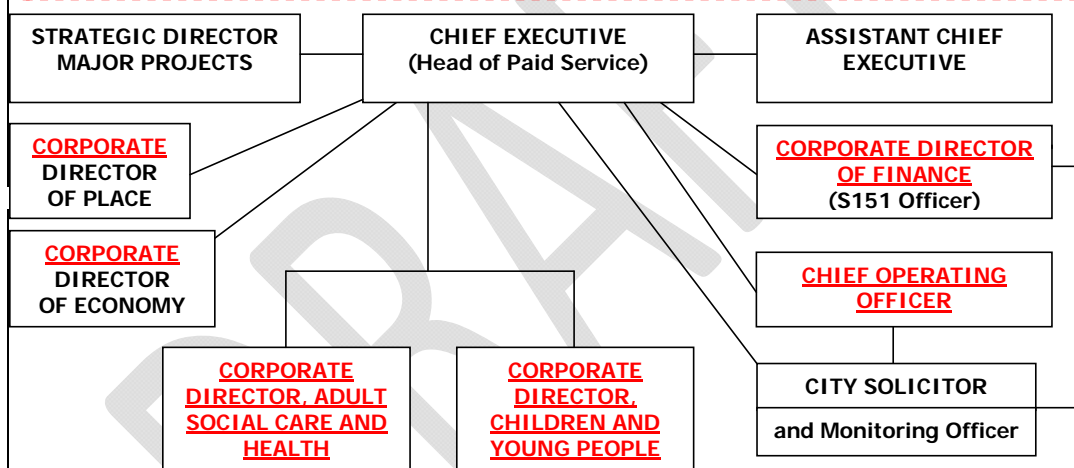 STRATEGIC DIRECTOR
MAJOR PROJECTS
CHIEF EXECUTIVE
(Head of Paid Service)
ASSISTANT CHIEF
EXECUTIVE
CORPORATE
DIRECTOR
OF PLACE
CORPORATE DIRECTOR
OF FINANCE
(S151 Officer)
CORPORATE
DIRECTOR
OF ECONOMY
CHIEF OPERATING
OFFICER
CORPORATE
DIRECTOR, ADULT
SOCIAL CARE AND
HEALTH
CORPORATE
DIRECTOR,
CHILDREN AND
YOUNG PEOPLE
CITY SOLICITOR
and Monitoring Officer